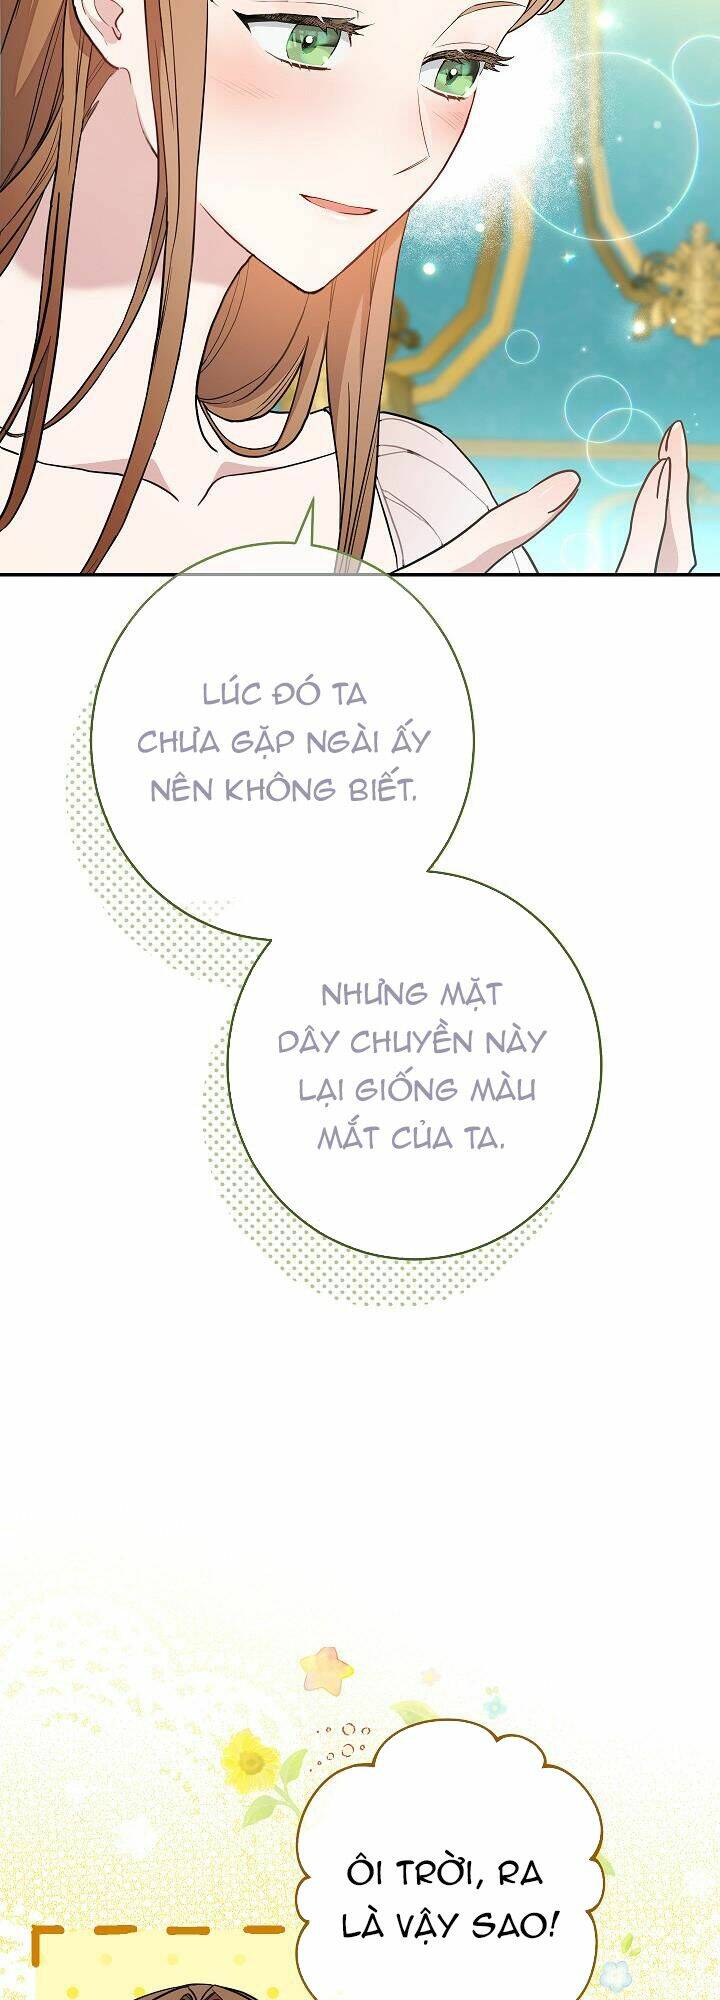 LÚC ĐÓ TA
CHƯA GẶP NGÀI ẤY
NÊN KHÔNG BIẾT.
NHƯNG MẶT
DÂY CHUYỀN NÀY
LẠI GIỐNG MÀU
MẮT CỦA TA.
ÔI TRỜI, RA
LÀ VẬY SAO!